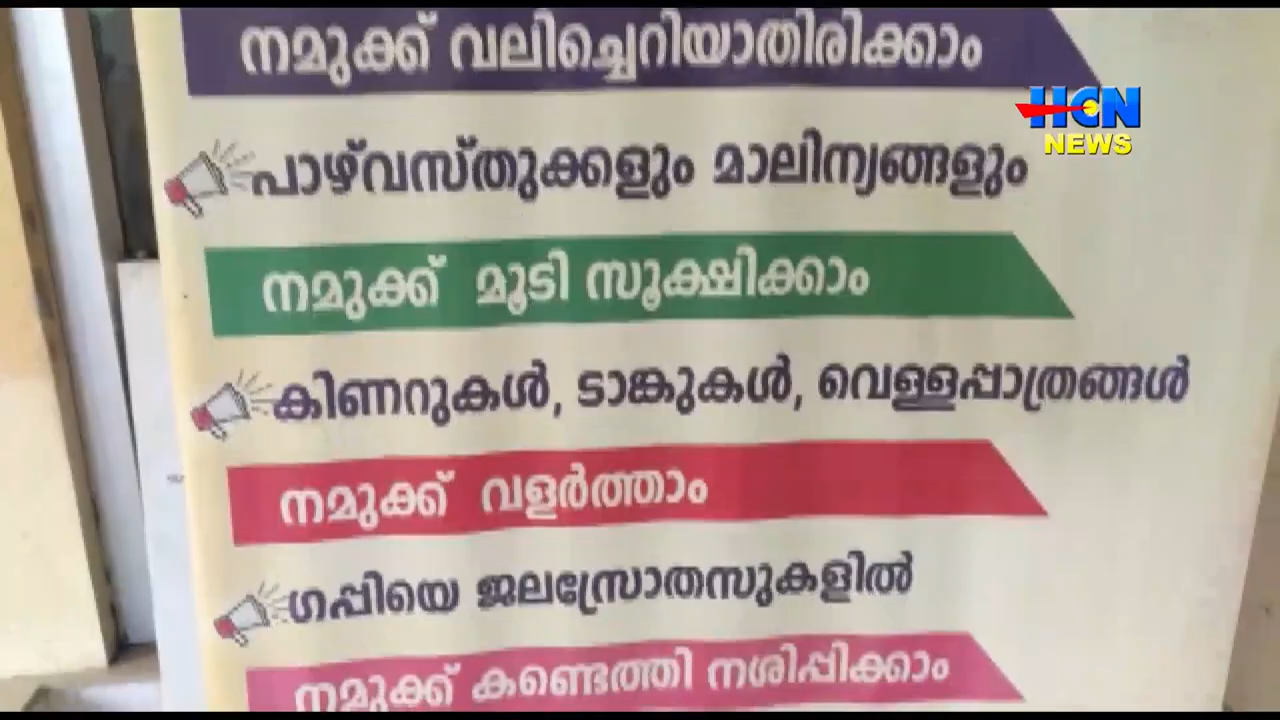 നമുക്ക് വലിച്ചെറിയാതിരിക്കാം
HCN
NEWS
പാഴ്‌വസ്തുക്കളും മാലിന്യങ്ങളും
നമുക്ക് മൂടി സൂക്ഷിക്കാം
കിണറുകൾ, ടാങ്കുകൾ, വെള്ളപ്പാത്രങ്ങൾ
നമുക്ക് വളർത്താം
ഗപ്പിയെ ജലസ്രോതസുകളിൽ
നമുക്ക് കണ്ടെത്തി നശിപ്പിക്കാം